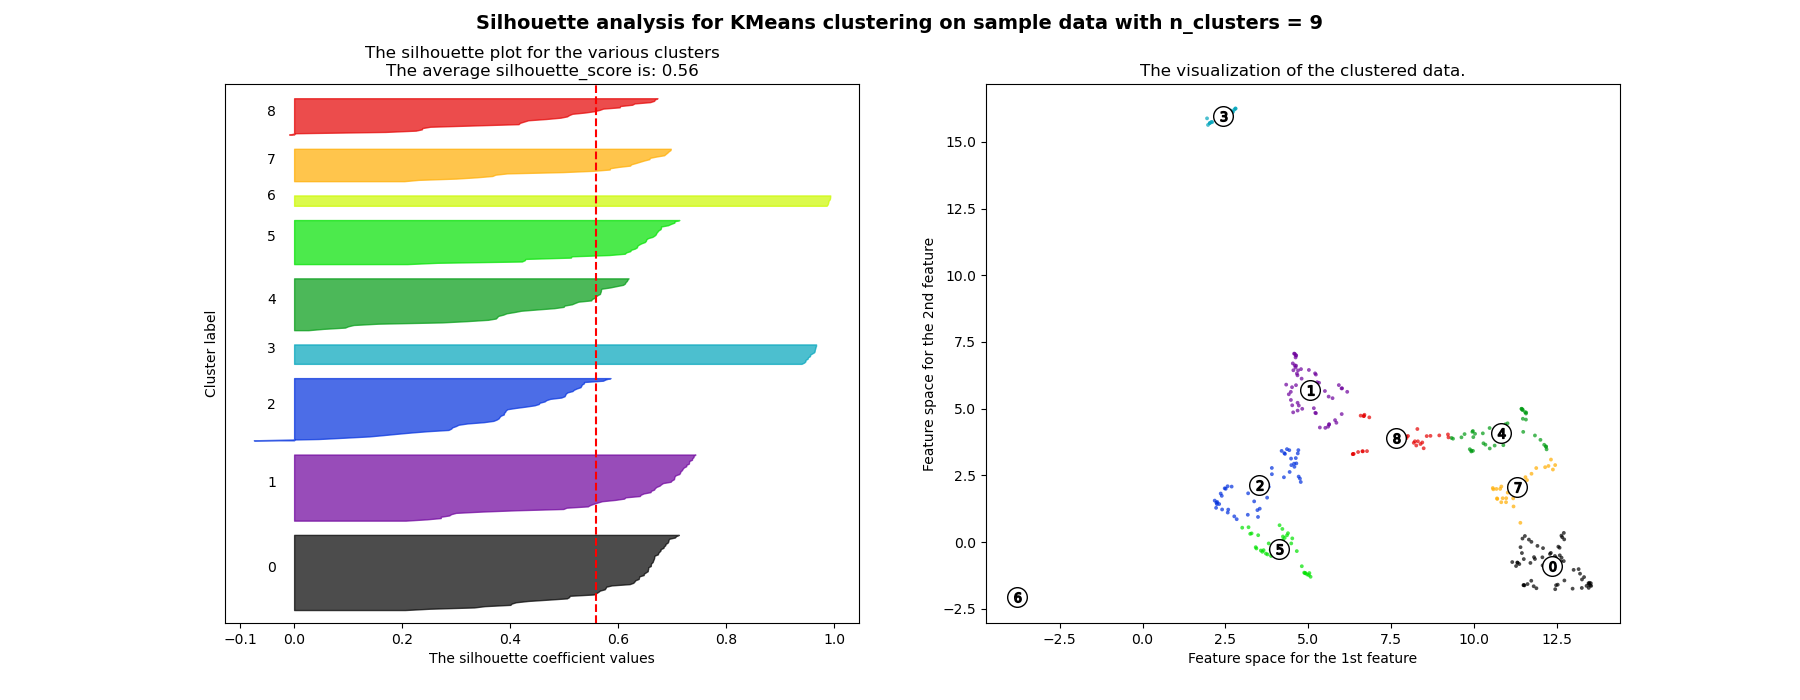 Silhouette analysis for KMeans clustering on sample data with n_clusters = 9
The silhouette plot for the various clusters
The average silhouette_score is: 0.56
8
7
6
5
4
3
2
1
0
Cluster label
−0.1 0.0 0.2 0.4 0.6 0.8 1.0
The silhouette coefficient values
The visualization of the clustered data.
15.0
12.5
10.0
7.5
5.0
2.5
0.0
−2.5
Feature space for the 2nd feature
3
1
4
8
2
7
5
0
6
−2.5 0.0 2.5 5.0 7.5 10.0 12.5
Feature space for the 1st feature